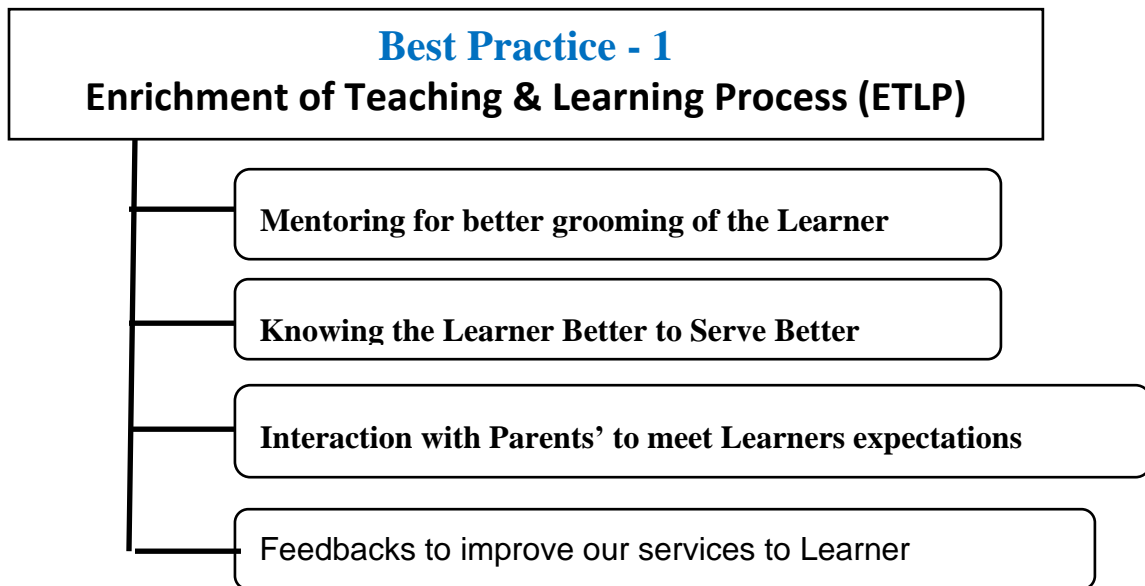 Best Practice - 1
Enrichment of Teaching & Learning Process (ETLP)
Mentoring for better grooming of the Learner
Knowing the Learner Better to Serve Better
Interaction with Parents’ to meet Learners expectations
Feedbacks to improve our services to Learner